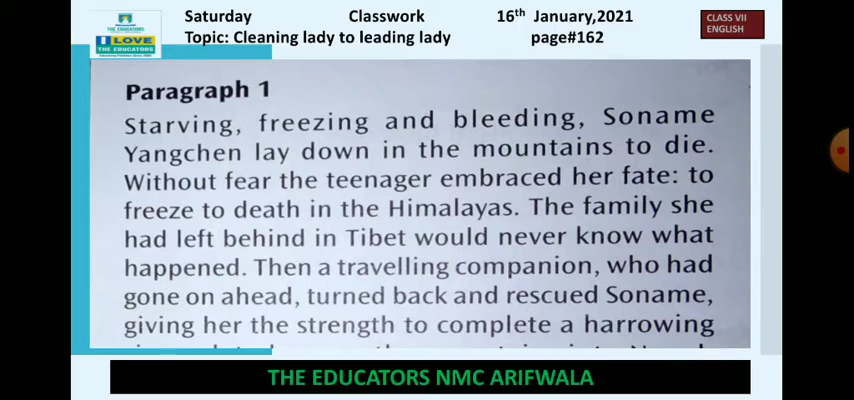 Saturday Classwork 16th January,2021
Topic: Cleaning lady to leading lady page#162
CLASS VII
ENGLISH
THE EDUCATORS
I LOVE
THE EDUCATORS
Paragraph 1
Starving, freezing and bleeding, Soname
Yangchen lay down in the mountains to die.
Without fear the teenager embraced her fate: to
freeze to death in the Himalayas. The family she
had left behind in Tibet would never know what
happened. Then a travelling companion, who had
gone on ahead, turned back and rescued Soname,
giving her the strength to complete a harrowing
THE EDUCATORS NMC ARIFWALA